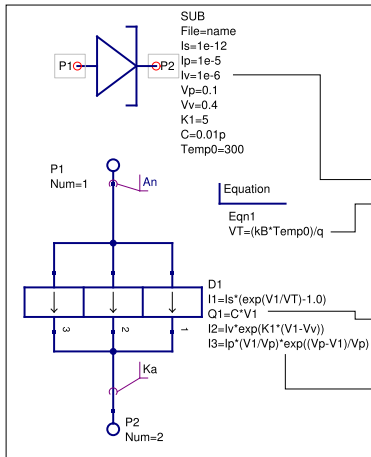 SUB
File=name
Is=1e-12
Ip=1e-5
Iv=1e-6
Vp=0.1
Vv=0.4
K1=5
C=0.01p
Temp0=300
P1
P2
P1
Num=1
An
Equation
Eqn1
VT=(kB*Temp0)/q
D1
I1=Is*(exp(V1/VT)-1.0)
Q1=C*V1
I2=Iv*exp(K1*(V1-Vv))
I3=Ip*(V1/Vp)*exp((Vp-V1)/Vp)
3
2
1
Ka
P2
Num=2